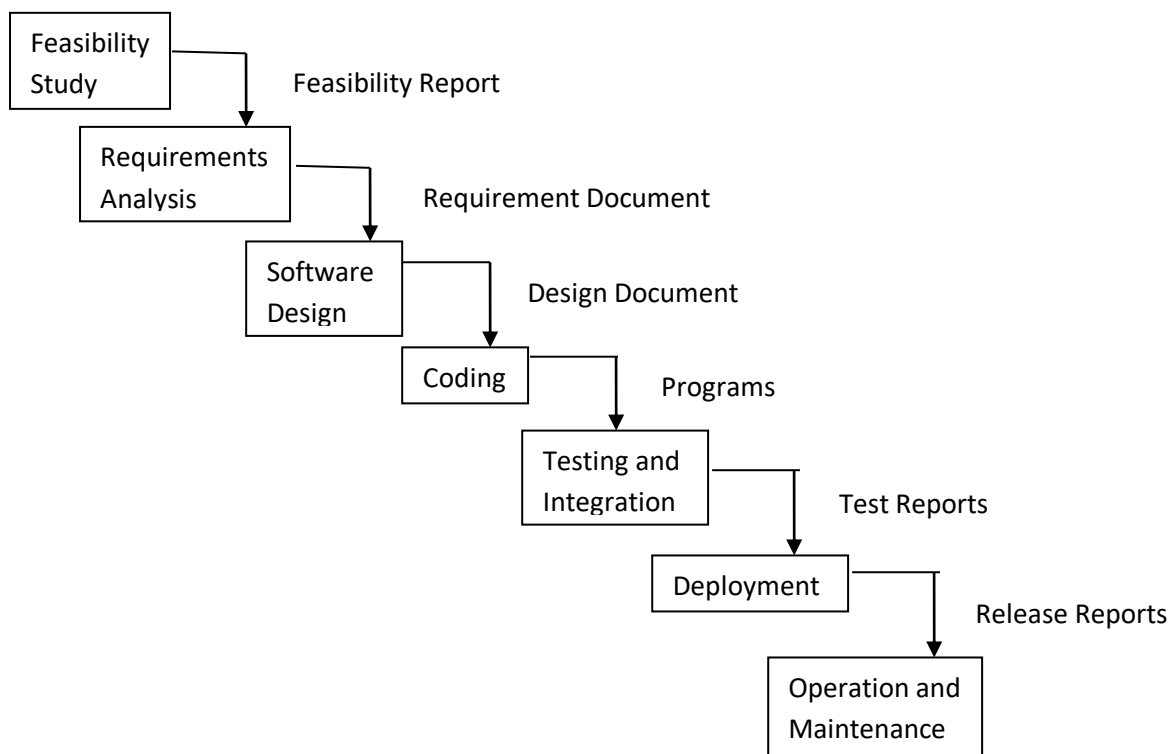 Feasibility
Study
Feasibility Report
Requirements
Analysis
Requirement Document
Software
Design
Design Document
Coding
Programs
Testing and
Integration
Test Reports
Deployment
Release Reports
Operation and
Maintenance